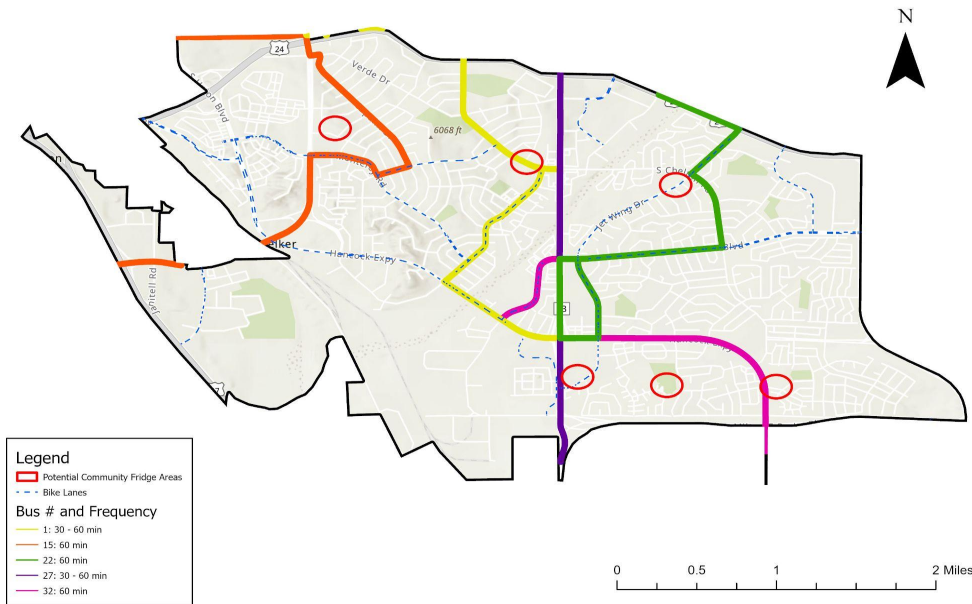 N
24
Verde Dr
6068 ft
S Chel
Jet Wing Dr
Blvd
Hancock Expy
Legend
Potential Community Fridge Areas
Bike Lanes
Bus # and Frequency
1: 30 - 60 min
15: 60 min
22: 60 min
27: 30 - 60 min
32: 60 min
0
0.5
1
2 Miles